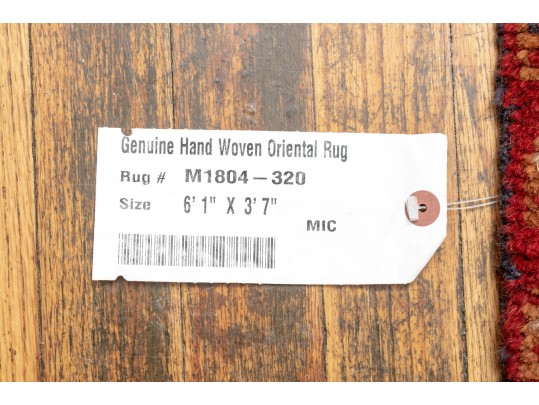 Genuine Hand Woven Oriental Rug
Rug # M1804-320
Size 6' 1" X 3' 7"
MIC